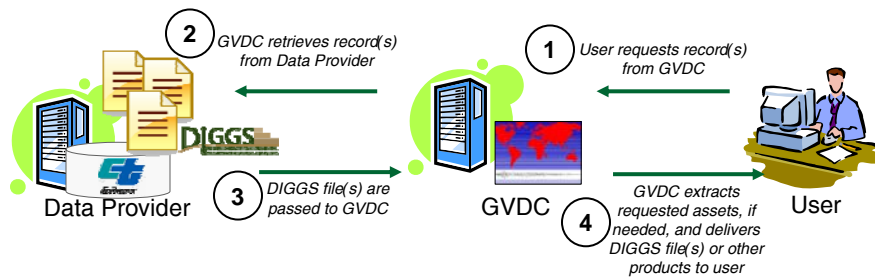 2
GVDC retrieves record(s)
from Data Provider
1
User requests record(s)
from GVDC
DIGGS
Data Provider
3
DIGGS file(s) are
passed to GVDC
GVDC
4
GVDC extracts
requested assets, if
needed, and delivers
DIGGS file(s) or other
products to user
User